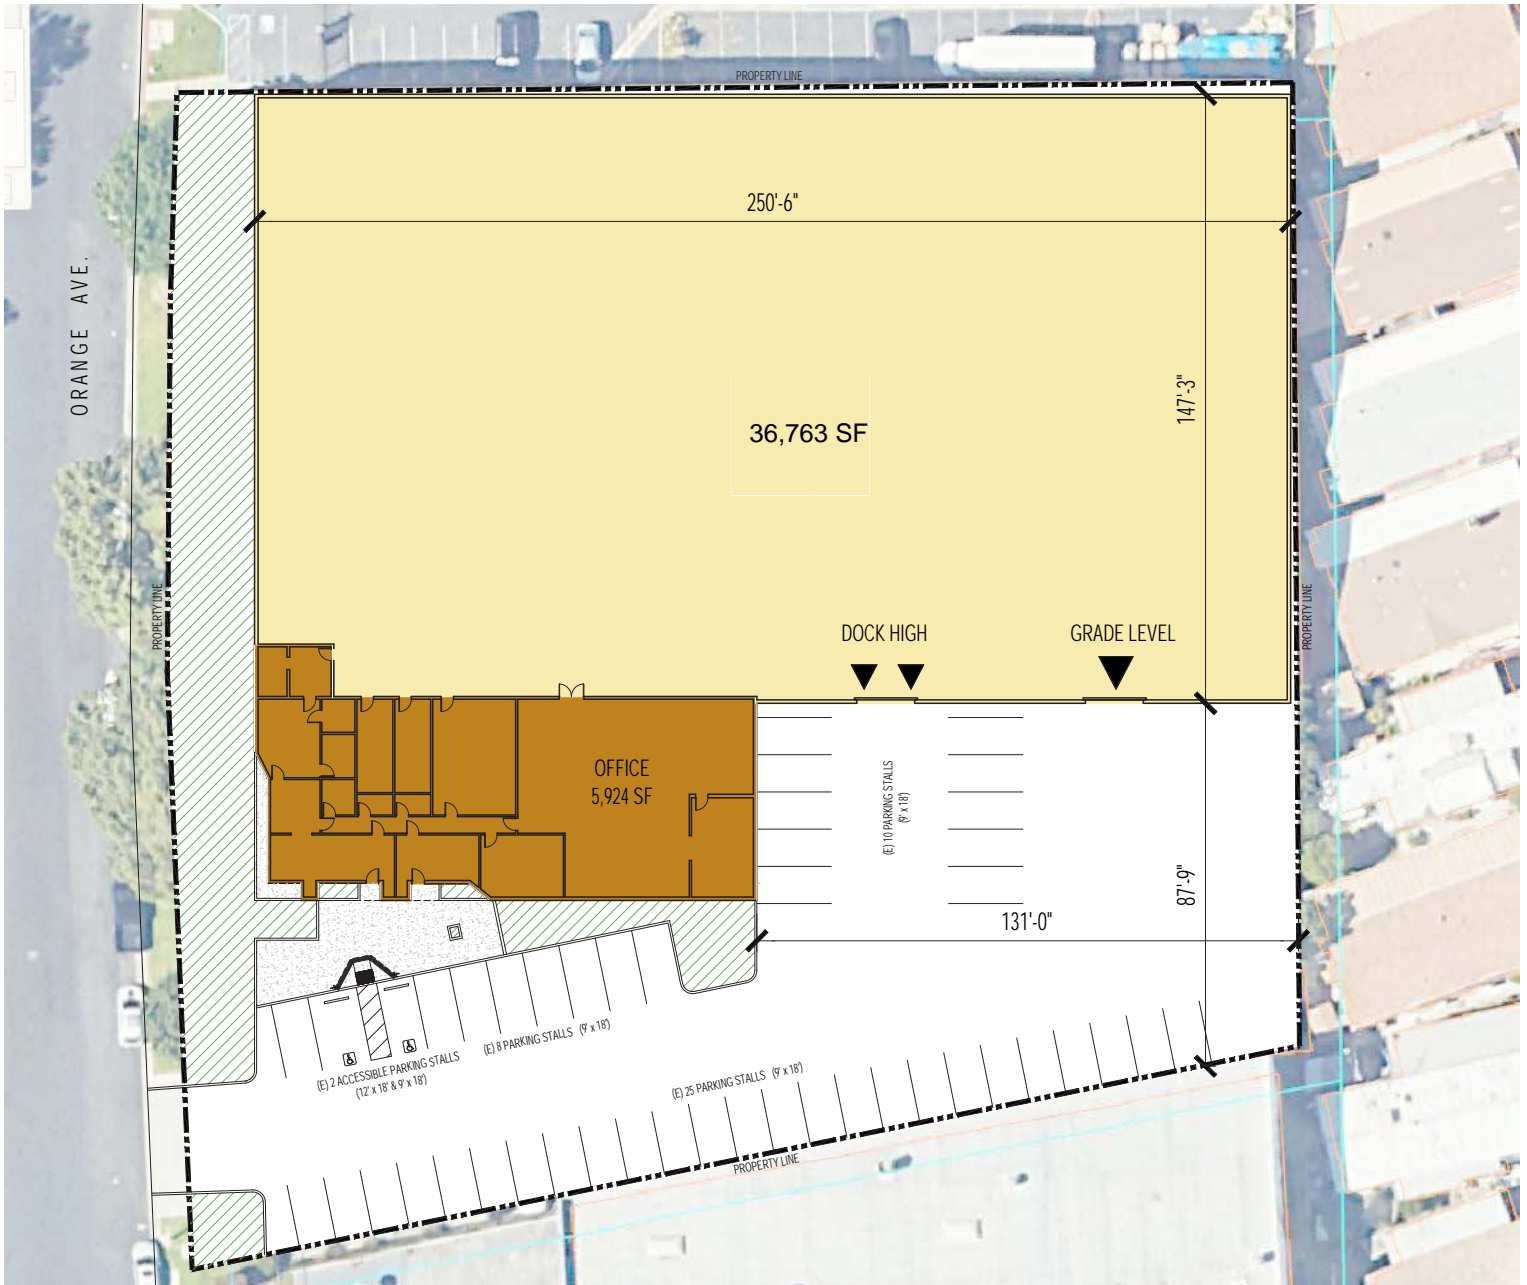 PROPERTY LINE
250'-6"
ORANGE AVE.
147'-3"
36,763 SF
PROPERTY LINE
PROPERTY LINE
DOCK HIGH
GRADE LEVEL
OFFICE
5,924 SF
(E) 10 PARKING STALLS
(9' x 18')
87'-9"
131'-0"
(E) 8 PARKING STALLS (9' x 18')
(E) 2 ACCESSIBLE PARKING STALLS
(12' x 18' & 9' x 18')
(E) 25 PARKING STALLS (9' x 18')
PROPERTY LINE